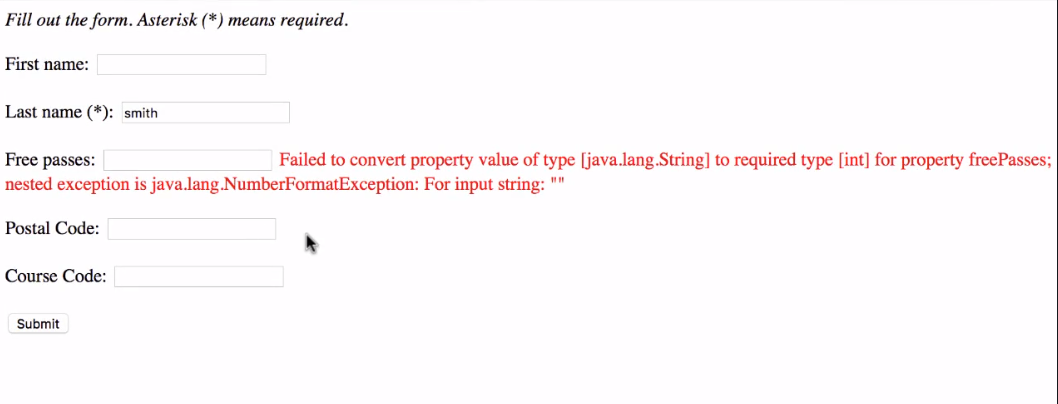 Fill out the form. Asterisk (*) means required.
First name:
Last name (*): smith
Free passes: Failed to convert property value of type [java.lang.String] to required type [int] for property freePasses;
nested exception is java.lang.NumberFormatException: For input string: ""
Postal Code:
Course Code:
Submit